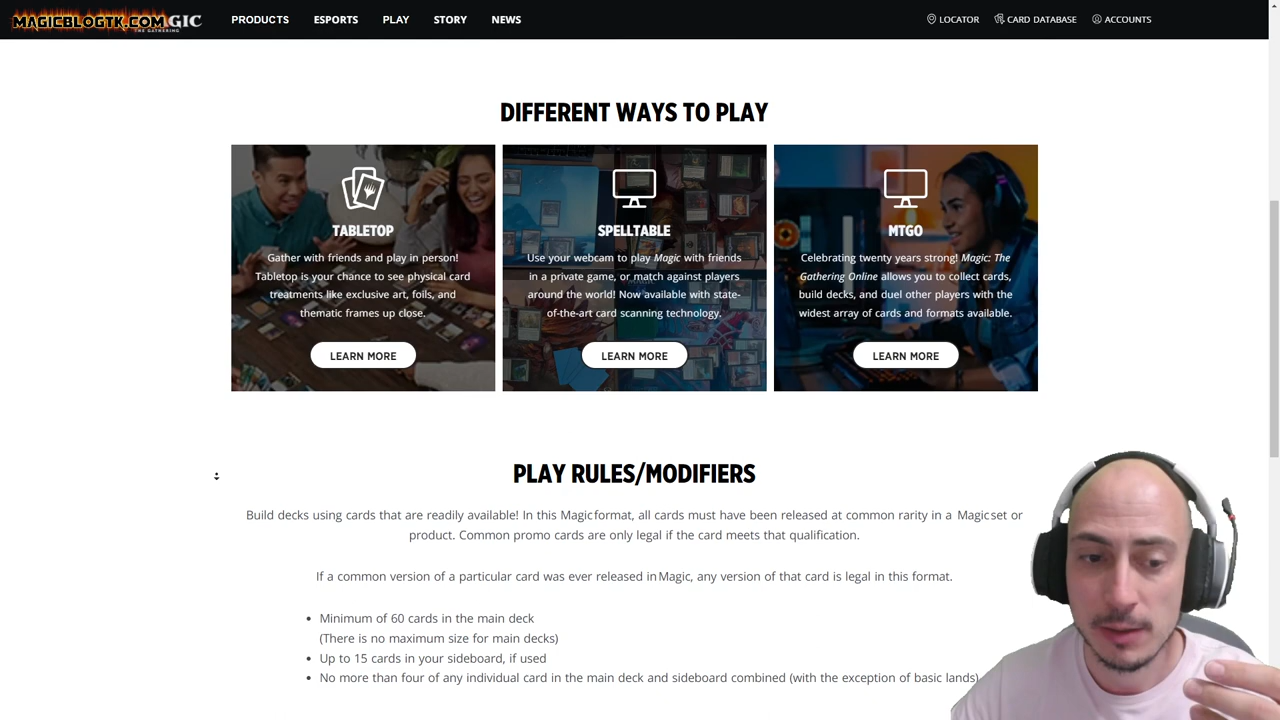 MAGICBLOGTK.COM GIC
THE GATHERING
PRODUCTS ESPORTS PLAY STORY NEWS
LOCATOR CARD DATABASE ACCOUNTS
DIFFERENT WAYS TO PLAY
TABLETOP
Gather with friends and play in person!
Tabletop is your chance to see physical card
treatments like exclusive art, foils, and
thematic frames up close.
LEARN MORE
SPELLTABLE
Use your webcam to play Magic with friends
in a private game, or match against players
around the world! Now available with state-
of-the-art card scanning technology.
LEARN MORE
MTGO
Celebrating twenty years strong! Magic: The
Gathering Online allows you to collect cards,
build decks, and duel other players with the
widest array of cards and formats available.
LEARN MORE
PLAY RULES/MODIFIERS
Build decks using cards that are readily available! In this Magic format, all cards must have been released at common rarity in a Magic set or
product. Common promo cards are only legal if the card meets that qualification.
If a common version of a particular card was ever released in Magic, any version of that card is legal in this format.
• Minimum of 60 cards in the main deck
(There is no maximum size for main decks)
• Up to 15 cards in your sideboard, if used
• No more than four of any individual card in the main deck and sideboard combined (with the exception of basic lands)